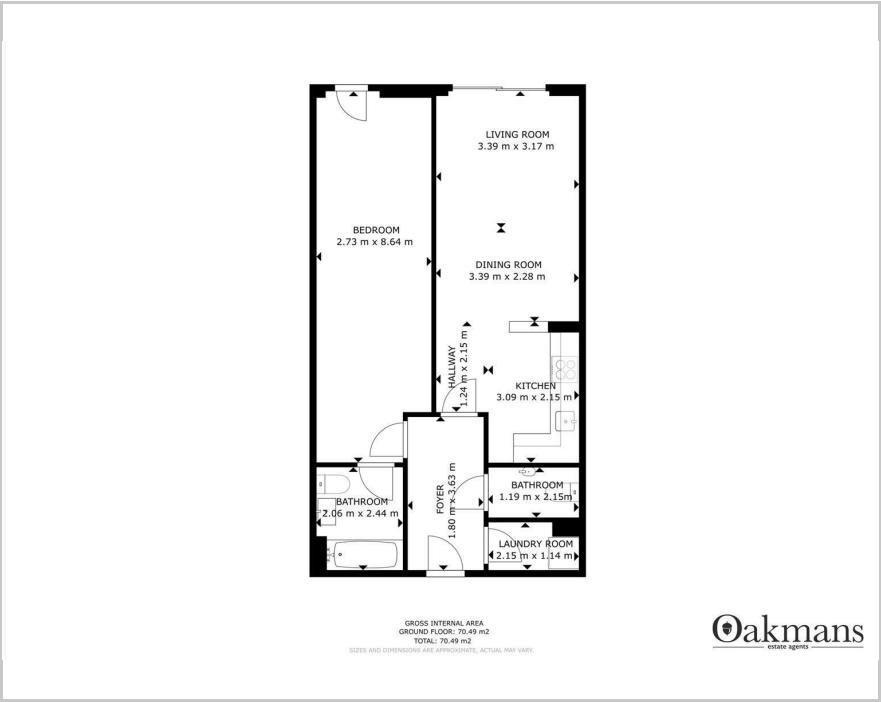 LIVING ROOM
3.39 m x 3.17 m
BEDROOM
2.73 m x 8.64 m
DINING ROOM
3.39 m x 2.28 m
HALLWAY
1.24 m x 2.15 m
KITCHEN
3.09 m x 2.15 m
FOYER
1.80 m x 3.63 m
BATHROOM
1.19 m x 2.15m
BATHROOM
2.06 m x 2.44 m
LAUNDRY ROOM
2.15 m x 1.14 m
GROSS INTERNAL AREA
GROUND FLOOR: 70.49 m2
TOTAL: 70.49 m2
SIZES AND DIMENSIONS ARE APPROXIMATE, ACTUAL MAY VARY.
Oakmans
estate agents